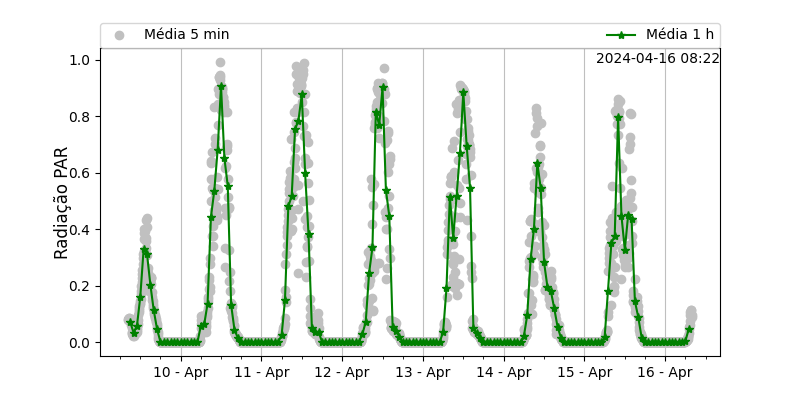 Média 5 min
Média 1 h
2024-04-16 08:22
1.0
0.8
0.6
0.4
0.2
0.0
Radiação PAR
10 - Apr
11 - Apr
12 - Apr
13 - Apr
14 - Apr
15 - Apr
16 - Apr